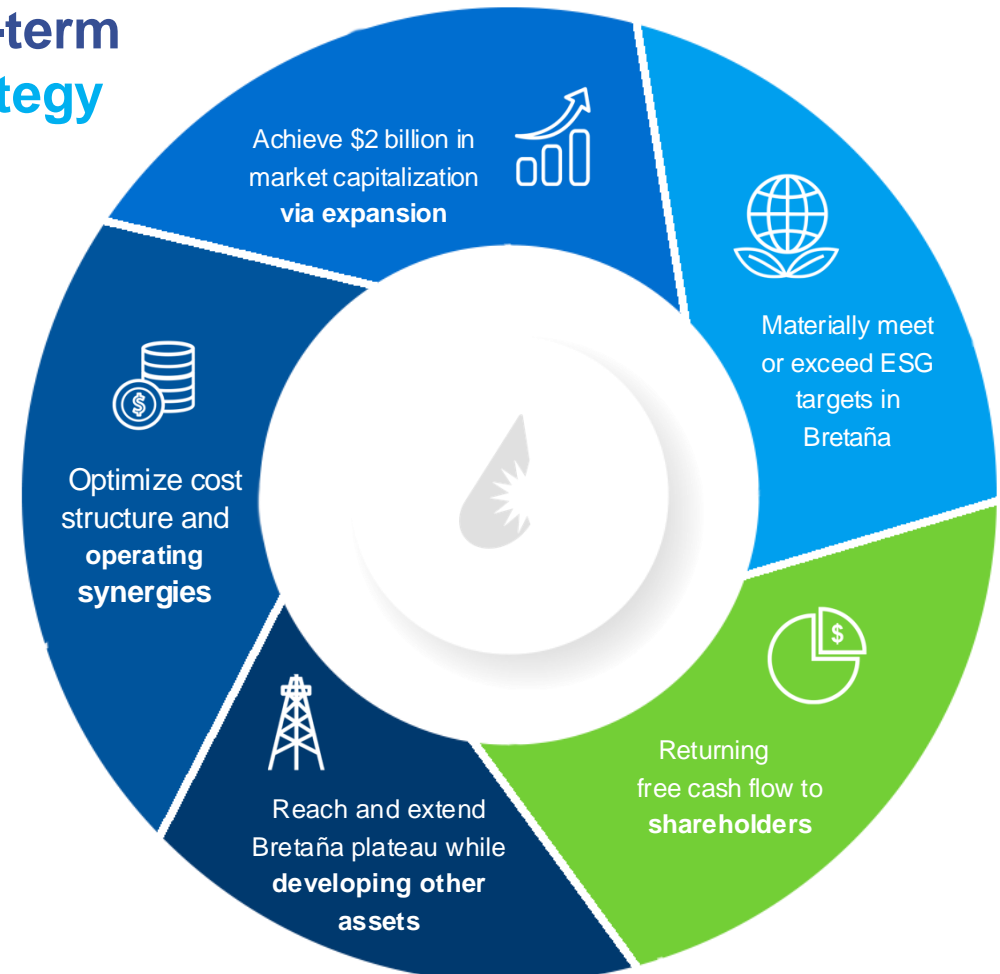 -term
tegy
Achieve $2 billion in
market capitalization
via expansion
Materially meet
or exceed ESG
targets in
Bretaña
Optimize cost
structure and
operating
synergies
$
$
Returning
free cash flow to
shareholders
Reach and extend
Bretaña plateau while
developing other
assets